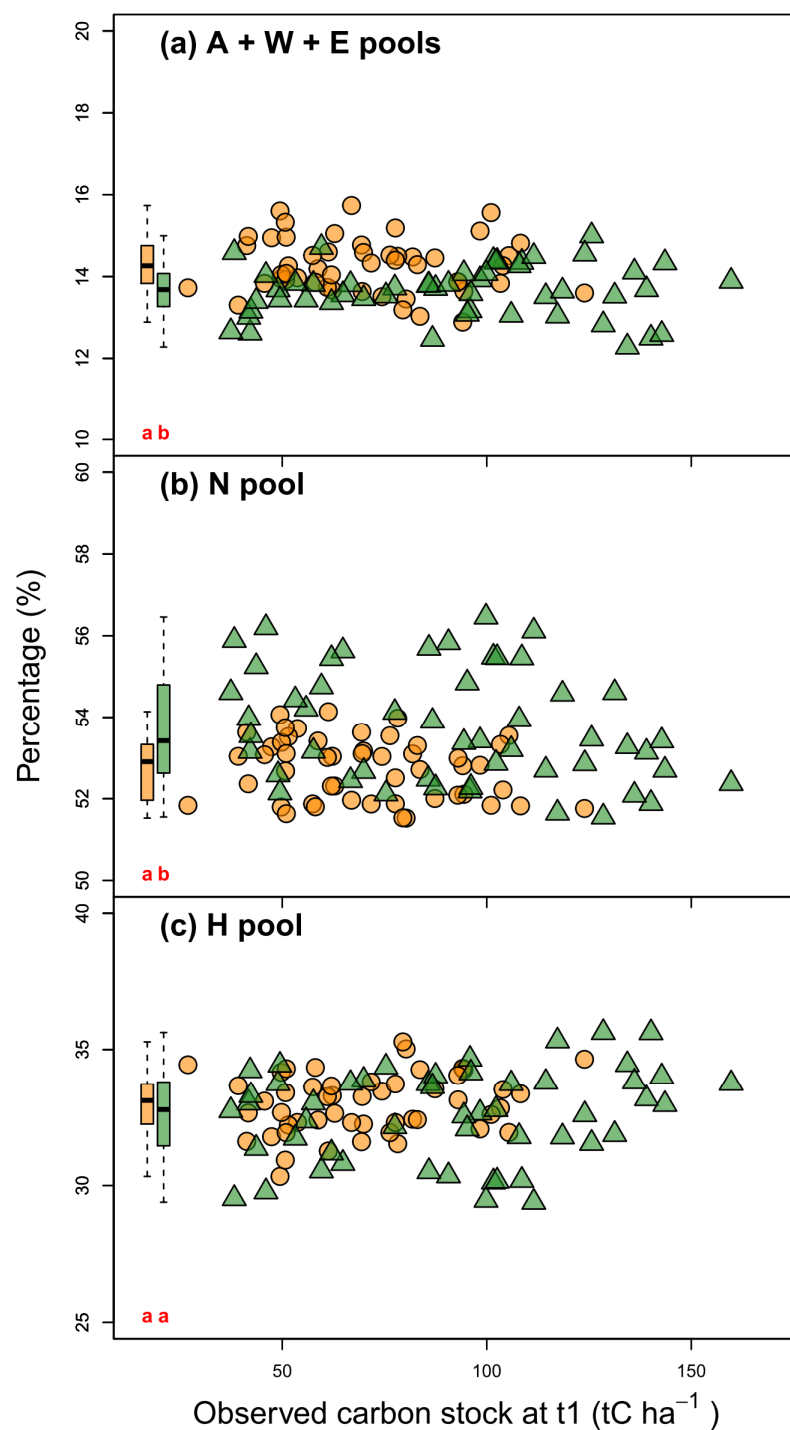 (a) A + W + E pools
20
18
16
14
12
10
a b
(b) N pool
60
58
56
54
52
50
a b
(c) H pool
40
35
30
25
a a
Percentage (%)
50 100 150
Observed carbon stock at t1 (tC ha⁻¹ )